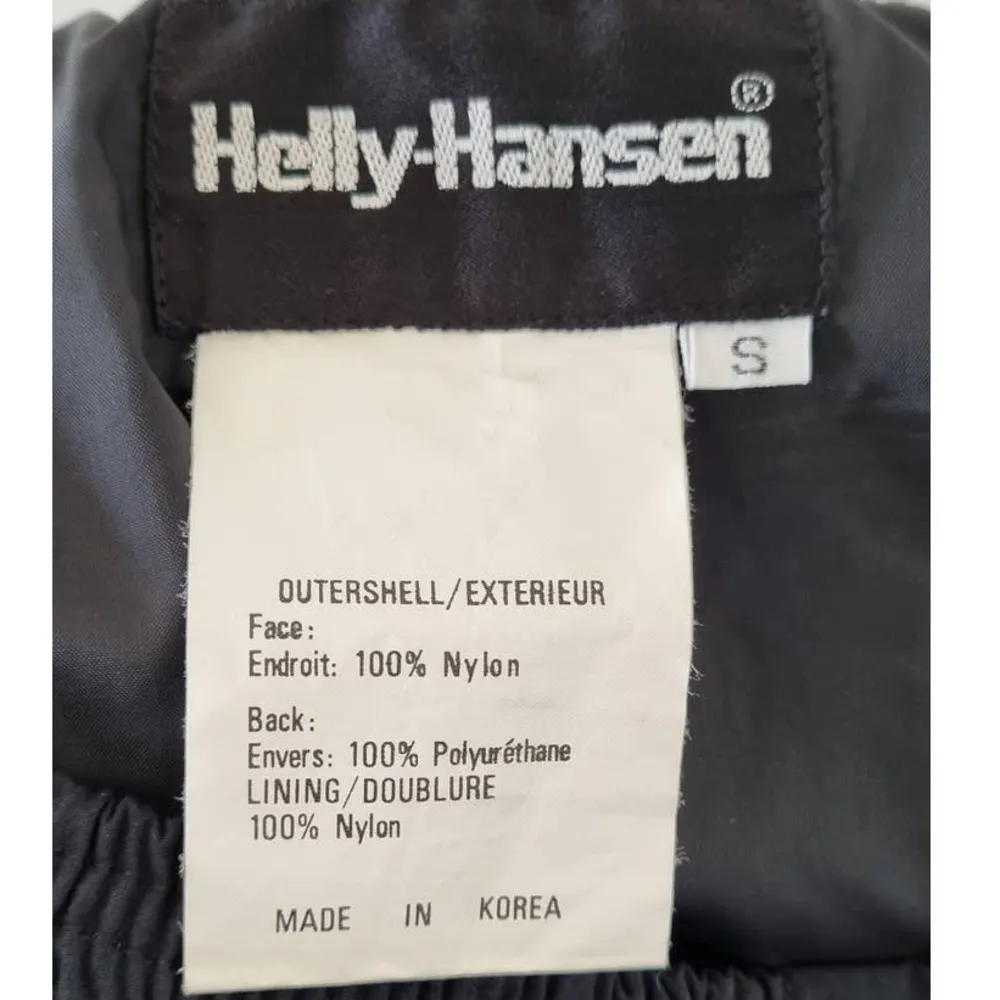 Helly-Hansen®
S
OUTERSHELL/EXTERIEUR
Face:
Endroit: 100% Nylon
Back:
Envers: 100% Polyuréthane
LINING/DOUBLURE
100% Nylon
MADE IN KOREA